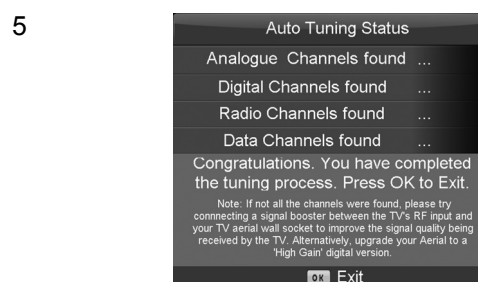 5
Auto Tuning Status
Analogue Channels found ...
Digital Channels found ...
Radio Channels found ...
Data Channels found ...
Congratulations. You have completed
the tuning process. Press OK to Exit.
Note: If not all the channels were found, please try
connnecting a signal booster between the TV's RF input and
your TV aerial wall socket to improve the signal quality being
received by the TV. Alternatively, upgrade your Aerial to a
'High Gain' digital version.
OK Exit